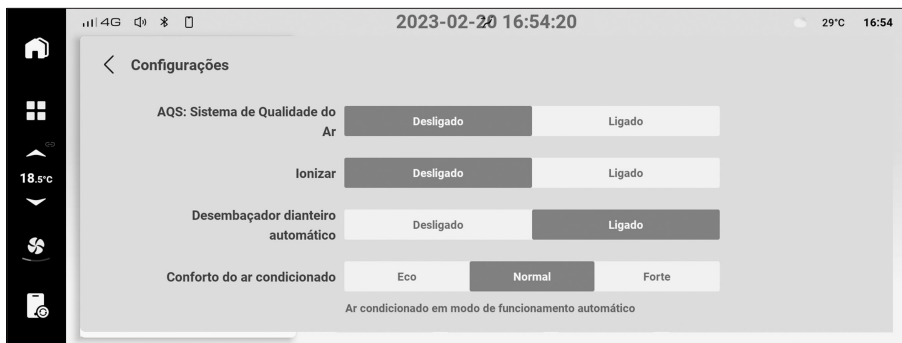 4G
2023-02-20 16:54:20
29°C 16:54
Configurações
AQS: Sistema de Qualidade do
Ar
Desligado
Ligado
Ionizar
Desligado
Ligado
18.5°C
Desembaçador dianteiro
automático
Desligado
Ligado
Conforto do ar condicionado
Eco
Normal
Forte
Ar condicionado em modo de funcionamento automático